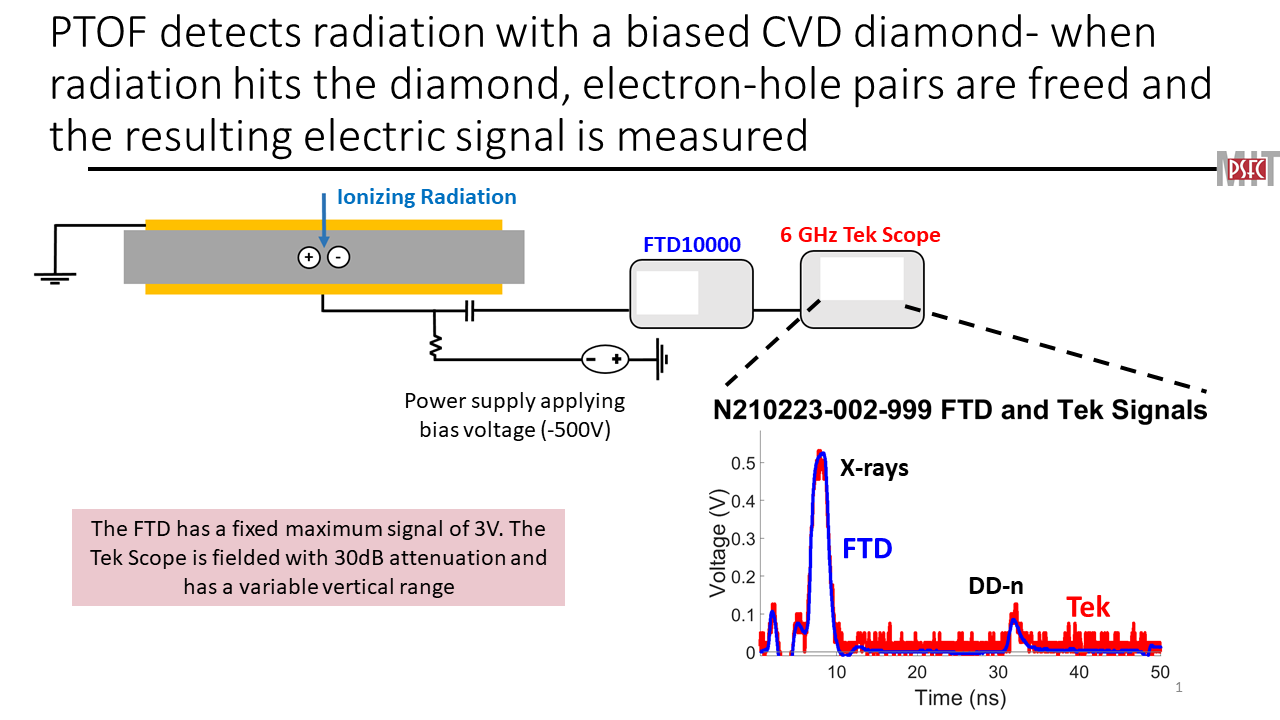 PTOF detects radiation with a biased CVD diamond- when
radiation hits the diamond, electron-hole pairs are freed and
the resulting electric signal is measured
MIT
PSFC
Ionizing Radiation
+ -
FTD10000
6 GHz Tek Scope
- +
Power supply applying
bias voltage (-500V)
The FTD has a fixed maximum signal of 3V. The
Tek Scope is fielded with 30dB attenuation and
has a variable vertical range
N210223-002-999 FTD and Tek Signals
Voltage (V)
0.5
0.4
0.3
0.2
0.1
0
X-rays
FTD
DD-n
Tek
10 20 30 40 50
Time (ns)
1